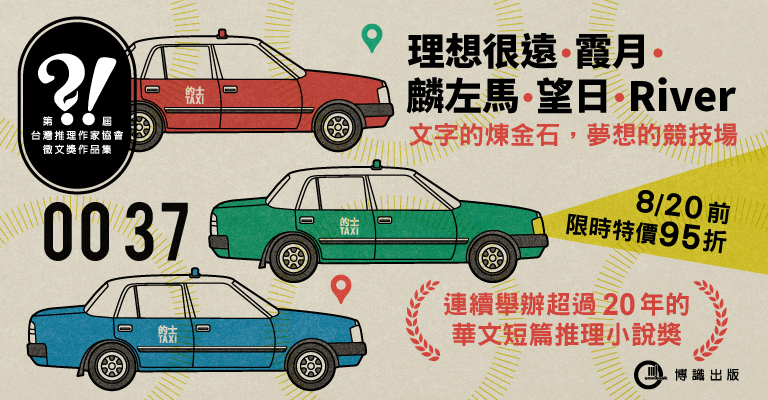 ?!
第 屆
台灣推理作家協會
徵文獎作品集
的士
TAXI
理想很遠•霞月•
麟左馬•望日•River
文字的煉金石，夢想的競技場
0037
的士
TAXI
8/20前
限時特價95折
的士
TAXI
連續舉辦超過20年的
華文短篇推理小說獎
博識出版